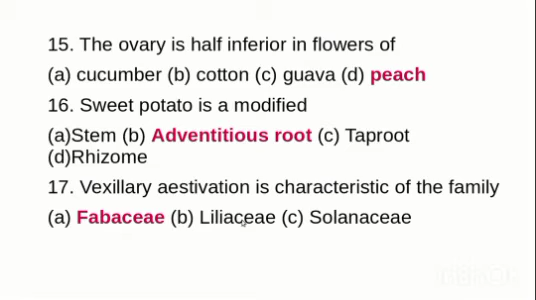 15. The ovary is half inferior in flowers of
(a) cucumber (b) cotton (c) guava (d) peach
16. Sweet potato is a modified
(a)Stem (b) Adventitious root (c) Taproot
(d)Rhizome
17. Vexillary aestivation is characteristic of the family
(a) Fabaceae (b) Liliaceae (c) Solanaceae